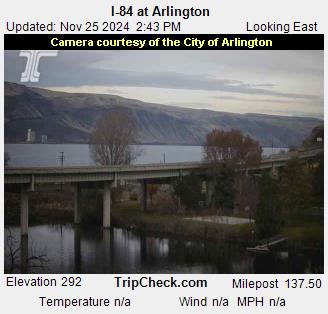 I-84 at Arlington
Updated: Nov 25 2024 2:43 PM Looking East
Camera courtesy of the City of Arlington
Elevation 292 TripCheck.com Milepost 137.50
Temperature n/a Wind n/a MPH n/a